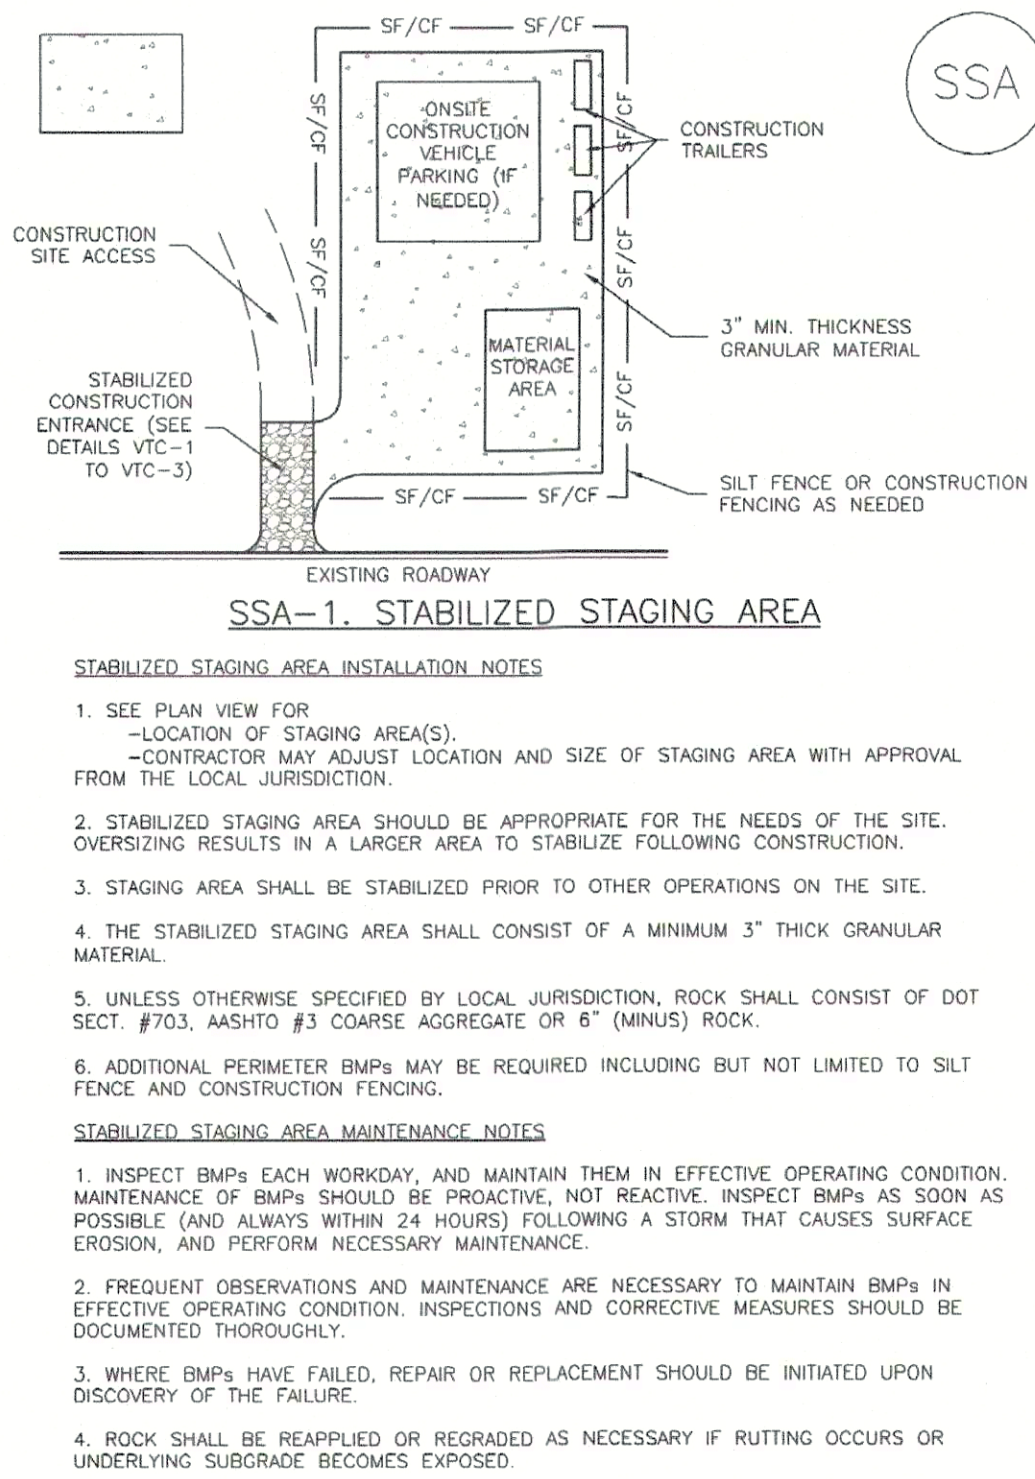 SF/CF SF/CF
SSA
SF/CF
SF/CF
ONSITE
CONSTRUCTION
VEHICLE
PARKING (IF
NEEDED)
SF/CF
CONSTRUCTION
TRAILERS
CONSTRUCTION
SITE ACCESS
SF/CF
3" MIN. THICKNESS
GRANULAR MATERIAL
MATERIAL
STORAGE
AREA
STABILIZED
CONSTRUCTION
ENTRANCE (SEE
DETAILS VTC-1
TO VTC-3)
SF/CF
SILT FENCE OR CONSTRUCTION
FENCING AS NEEDED
SF/CF SF/CF
EXISTING ROADWAY
SSA-1. STABILIZED STAGING AREA
STABILIZED STAGING AREA INSTALLATION NOTES
1. SEE PLAN VIEW FOR
-LOCATION OF STAGING AREA(S).
-CONTRACTOR MAY ADJUST LOCATION AND SIZE OF STAGING AREA WITH APPROVAL
FROM THE LOCAL JURISDICTION.
2. STABILIZED STAGING AREA SHOULD BE APPROPRIATE FOR THE NEEDS OF THE SITE.
OVERSIZING RESULTS IN A LARGER AREA TO STABILIZE FOLLOWING CONSTRUCTION.
3. STAGING AREA SHALL BE STABILIZED PRIOR TO OTHER OPERATIONS ON THE SITE.
4. THE STABILIZED STAGING AREA SHALL CONSIST OF A MINIMUM 3" THICK GRANULAR
MATERIAL.
5. UNLESS OTHERWISE SPECIFIED BY LOCAL JURISDICTION, ROCK SHALL CONSIST OF DOT
SECT. #703, AASHTO #3 COARSE AGGREGATE OR 6" (MINUS) ROCK.
6. ADDITIONAL PERIMETER BMPs MAY BE REQUIRED INCLUDING BUT NOT LIMITED TO SILT
FENCE AND CONSTRUCTION FENCING.
STABILIZED STAGING AREA MAINTENANCE NOTES
1. INSPECT BMPs EACH WORKDAY, AND MAINTAIN THEM IN EFFECTIVE OPERATING CONDITION.
MAINTENANCE OF BMPs SHOULD BE PROACTIVE, NOT REACTIVE. INSPECT BMPs AS SOON AS
POSSIBLE (AND ALWAYS WITHIN 24 HOURS) FOLLOWING A STORM THAT CAUSES SURFACE
EROSION, AND PERFORM NECESSARY MAINTENANCE.
2. FREQUENT OBSERVATIONS AND MAINTENANCE ARE NECESSARY TO MAINTAIN BMPs IN
EFFECTIVE OPERATING CONDITION. INSPECTIONS AND CORRECTIVE MEASURES SHOULD BE
DOCUMENTED THOROUGHLY.
3. WHERE BMPs HAVE FAILED, REPAIR OR REPLACEMENT SHOULD BE INITIATED UPON
DISCOVERY OF THE FAILURE.
4. ROCK SHALL BE REAPPLIED OR REGRADED AS NECESSARY IF RUTTING OCCURS OR
UNDERLYING SUBGRADE BECOMES EXPOSED.